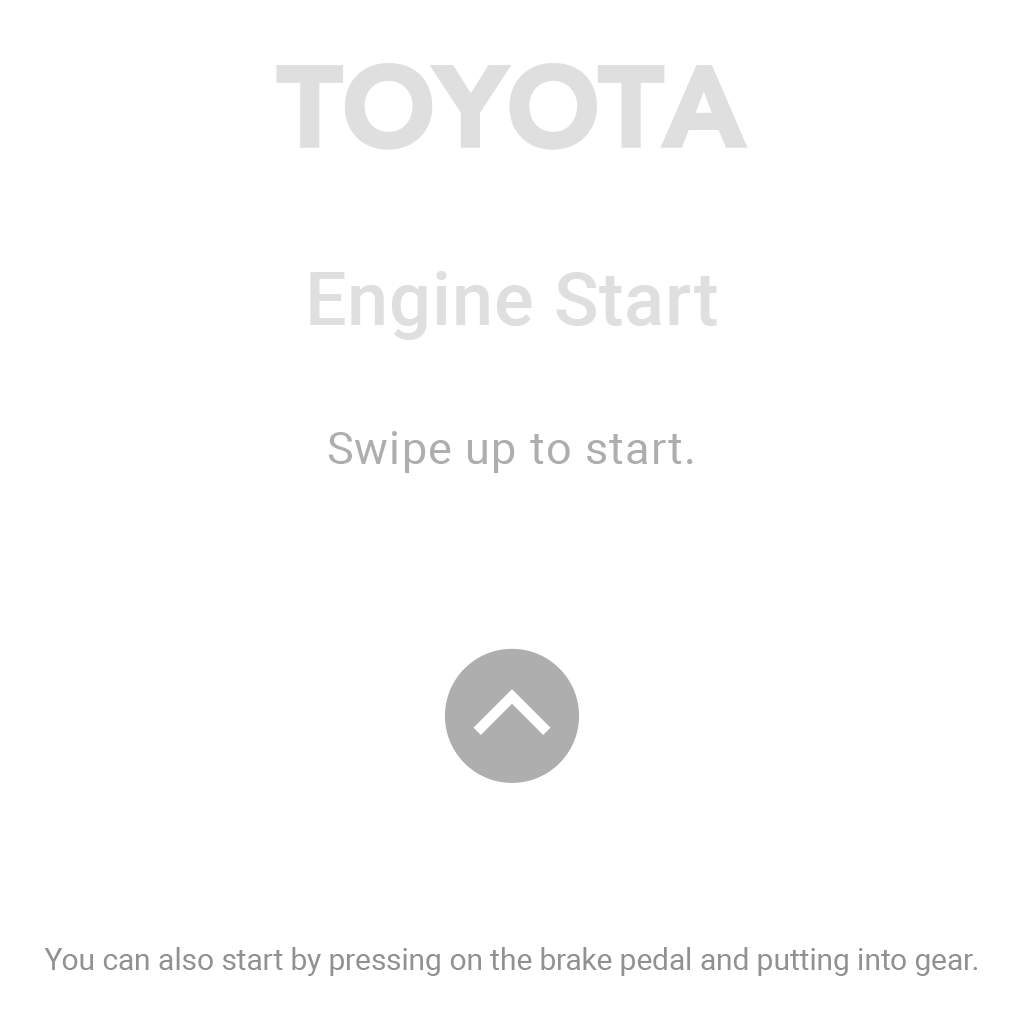 TOYOTA
Engine Start
Swipe up to start.
You can also start by pressing on the brake pedal and putting into gear.